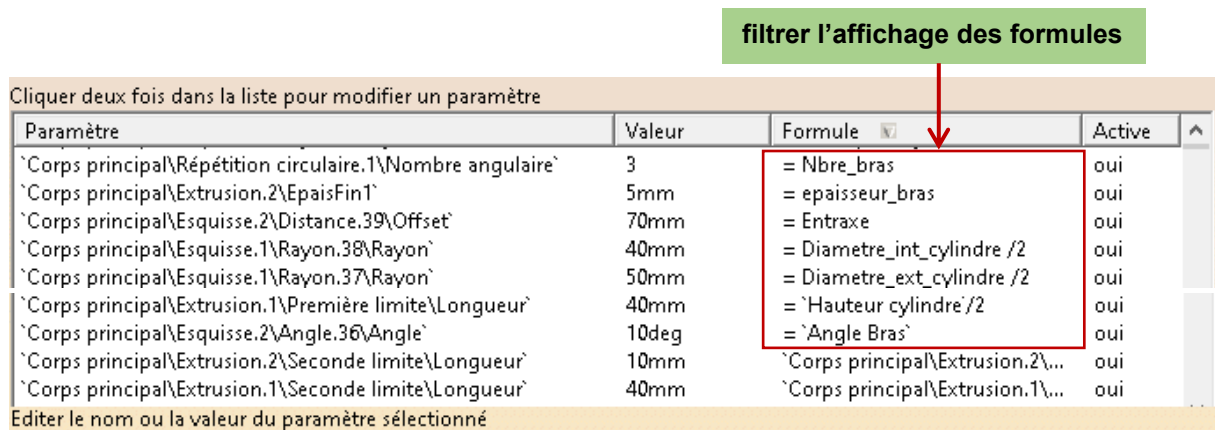 filtrer l’affichage des formules
Cliquer deux fois dans la liste pour modifier un paramètre
Paramètre Valeur Formule Active
`Corps principal\Répétition circulaire.1\Nombre angulaire` 3 = Nbre_bras oui
`Corps principal\Extrusion.2\EpaisFin1` 5mm = epaisseur_bras oui
`Corps principal\Esquisse.2\Distance.39\Offset` 70mm = Entraxe oui
`Corps principal\Esquisse.1\Rayon.38\Rayon` 40mm = Diametre_int_cylindre /2 oui
`Corps principal\Esquisse.1\Rayon.37\Rayon` 50mm = Diametre_ext_cylindre /2 oui
`Corps principal\Extrusion.1\Première limite\Longueur` 40mm = `Hauteur cylindre`/2 oui
`Corps principal\Esquisse.2\Angle.36\Angle` 10deg = `Angle Bras` oui
`Corps principal\Extrusion.2\Seconde limite\Longueur` 10mm `Corps principal\Extrusion.2\... oui
`Corps principal\Extrusion.1\Seconde limite\Longueur` 40mm `Corps principal\Extrusion.1\... oui
Editer le nom ou la valeur du paramètre sélectionné